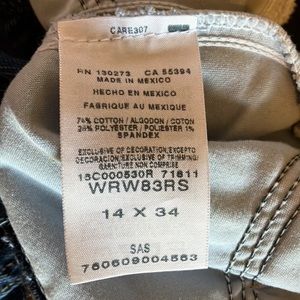 CARE307
RN 130273 CA 55394
MADE IN MEXICO
HECHO EN MEXICO
FABRIQUE AU MEXIQUE
74% COTTON / ALGODON / COTON
25% POLYESTER / POLIESTER 1%
SPANDEX
EXCLUSIVE OF DECORATION/EXCEPTO
DECORACION/EXCLUSIVE OF TRIMMING/
GARNITURE NON COMPRISE
15C000530R 71811
WRW83RS
14 X 34
SAS
760609004563